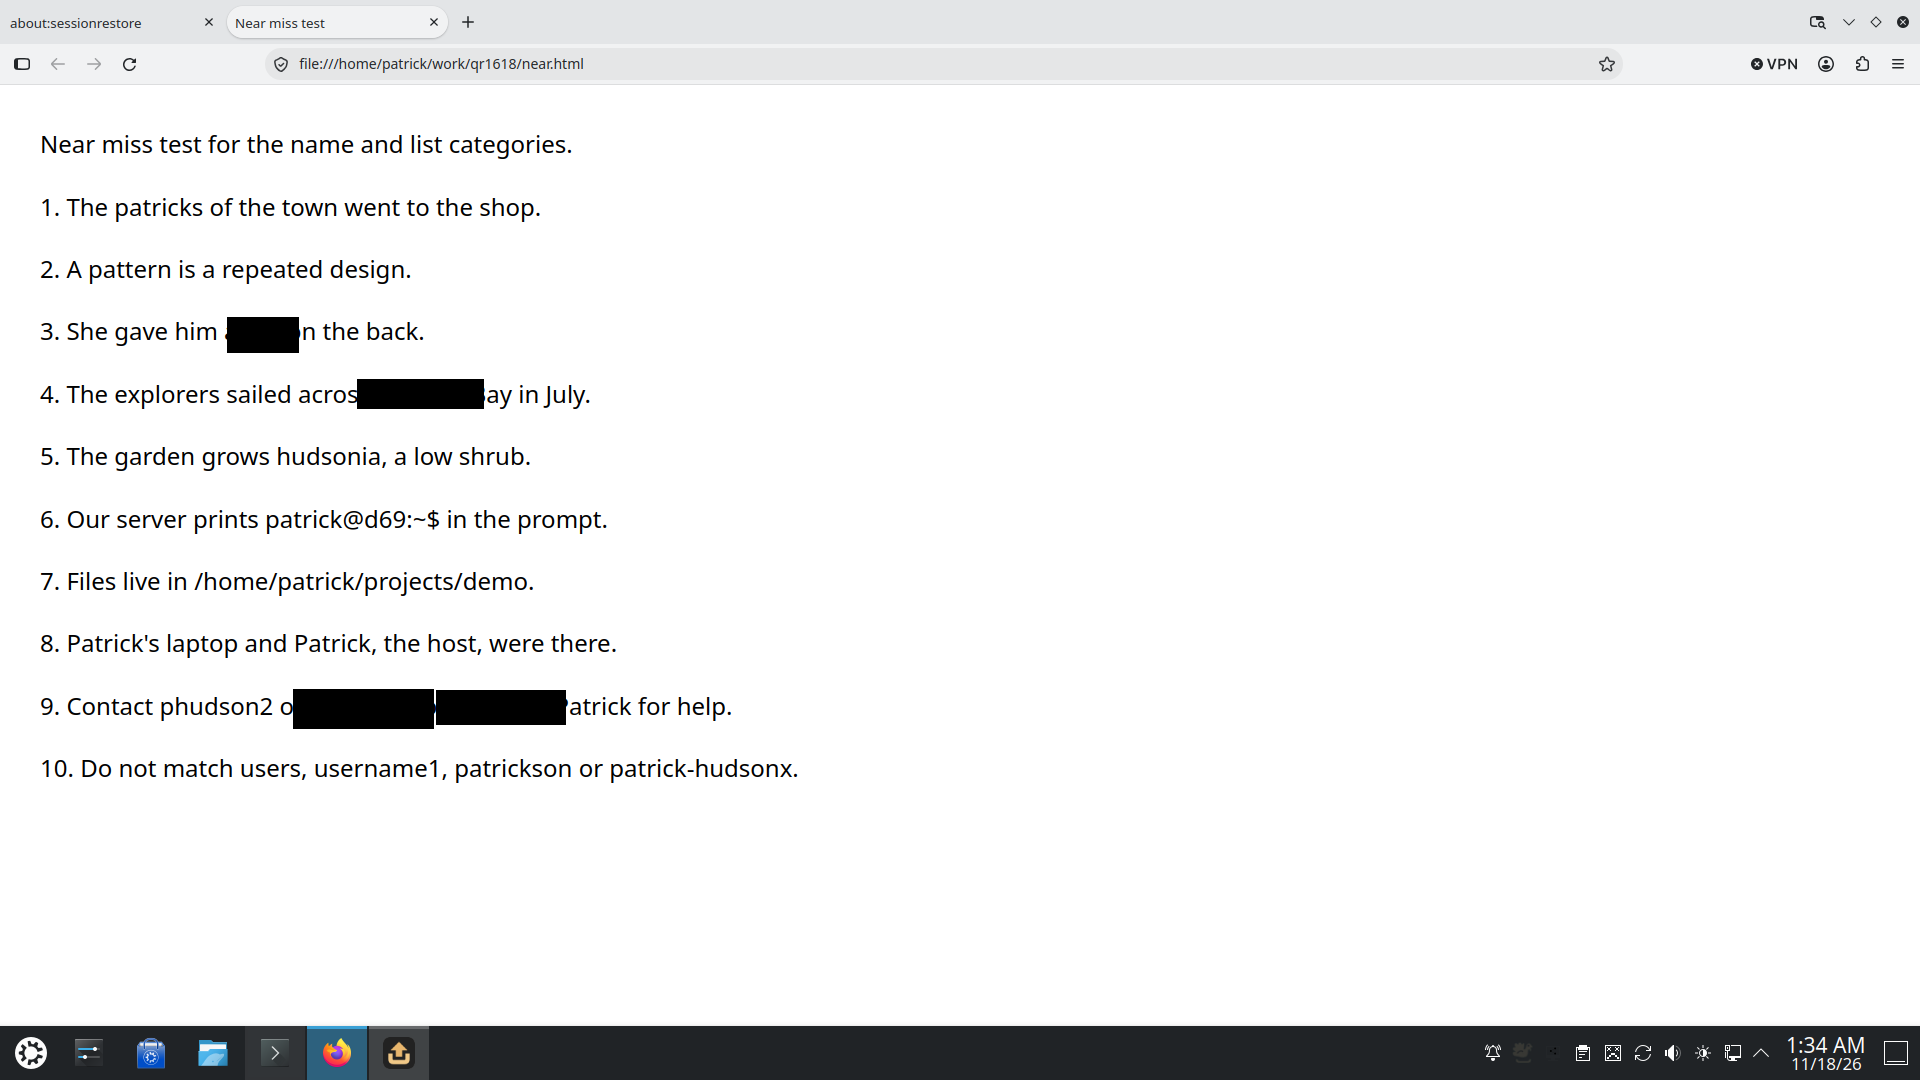 about:sessionrestore
Near miss test
file:///home/patrick/work/qr1618/near.html
VPN
Near miss test for the name and list categories.
1. The patricks of the town went to the shop.
2. A pattern is a repeated design.
3. She gave him the back.
4. The explorers sailed in July.
5. The garden grows hudsonia, a low shrub.
6. Our server prints patrick@d69:~$ in the prompt.
7. Files live in /home/patrick/projects/demo.
8. Patrick's laptop and Patrick, the host, were there.
9. Contact phudson2 Patrick for help.
10. Do not match users, username1, patrickson or patrick-hudsonx.
1:34 AM
11/18/26